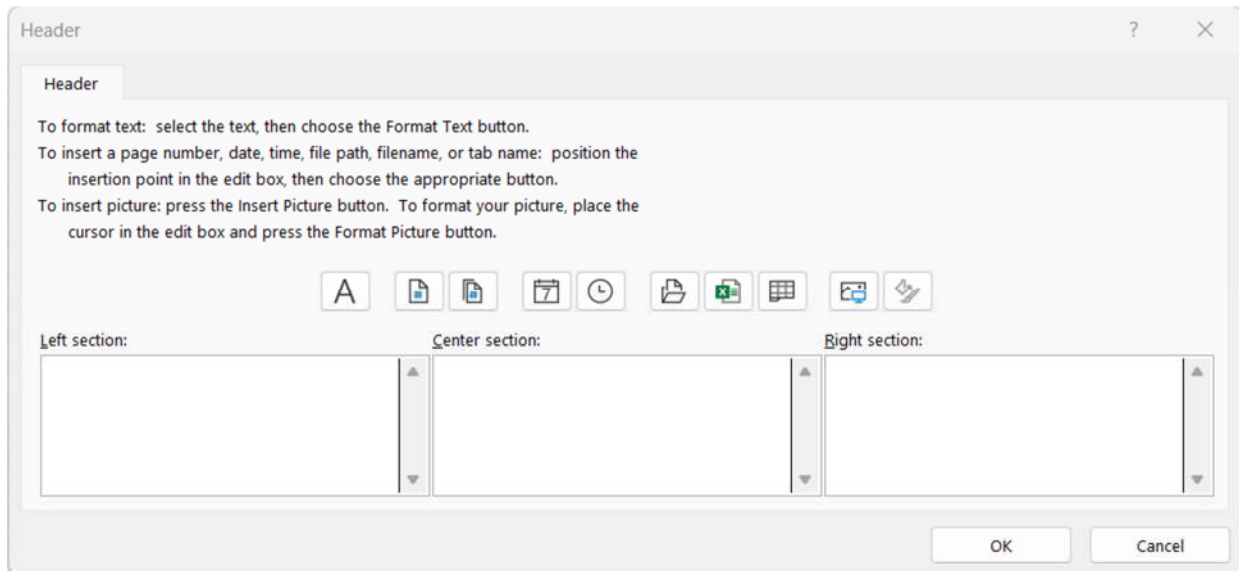 Header
?
Header
To format text: select the text, then choose the Format Text button.
To insert a page number, date, time, file path, filename, or tab name: position the
insertion point in the edit box, then choose the appropriate button.
To insert picture: press the Insert Picture button. To format your picture, place the
cursor in the edit box and press the Format Picture button.
A
7
Left section:
Center section:
Right section:
OK
Cancel